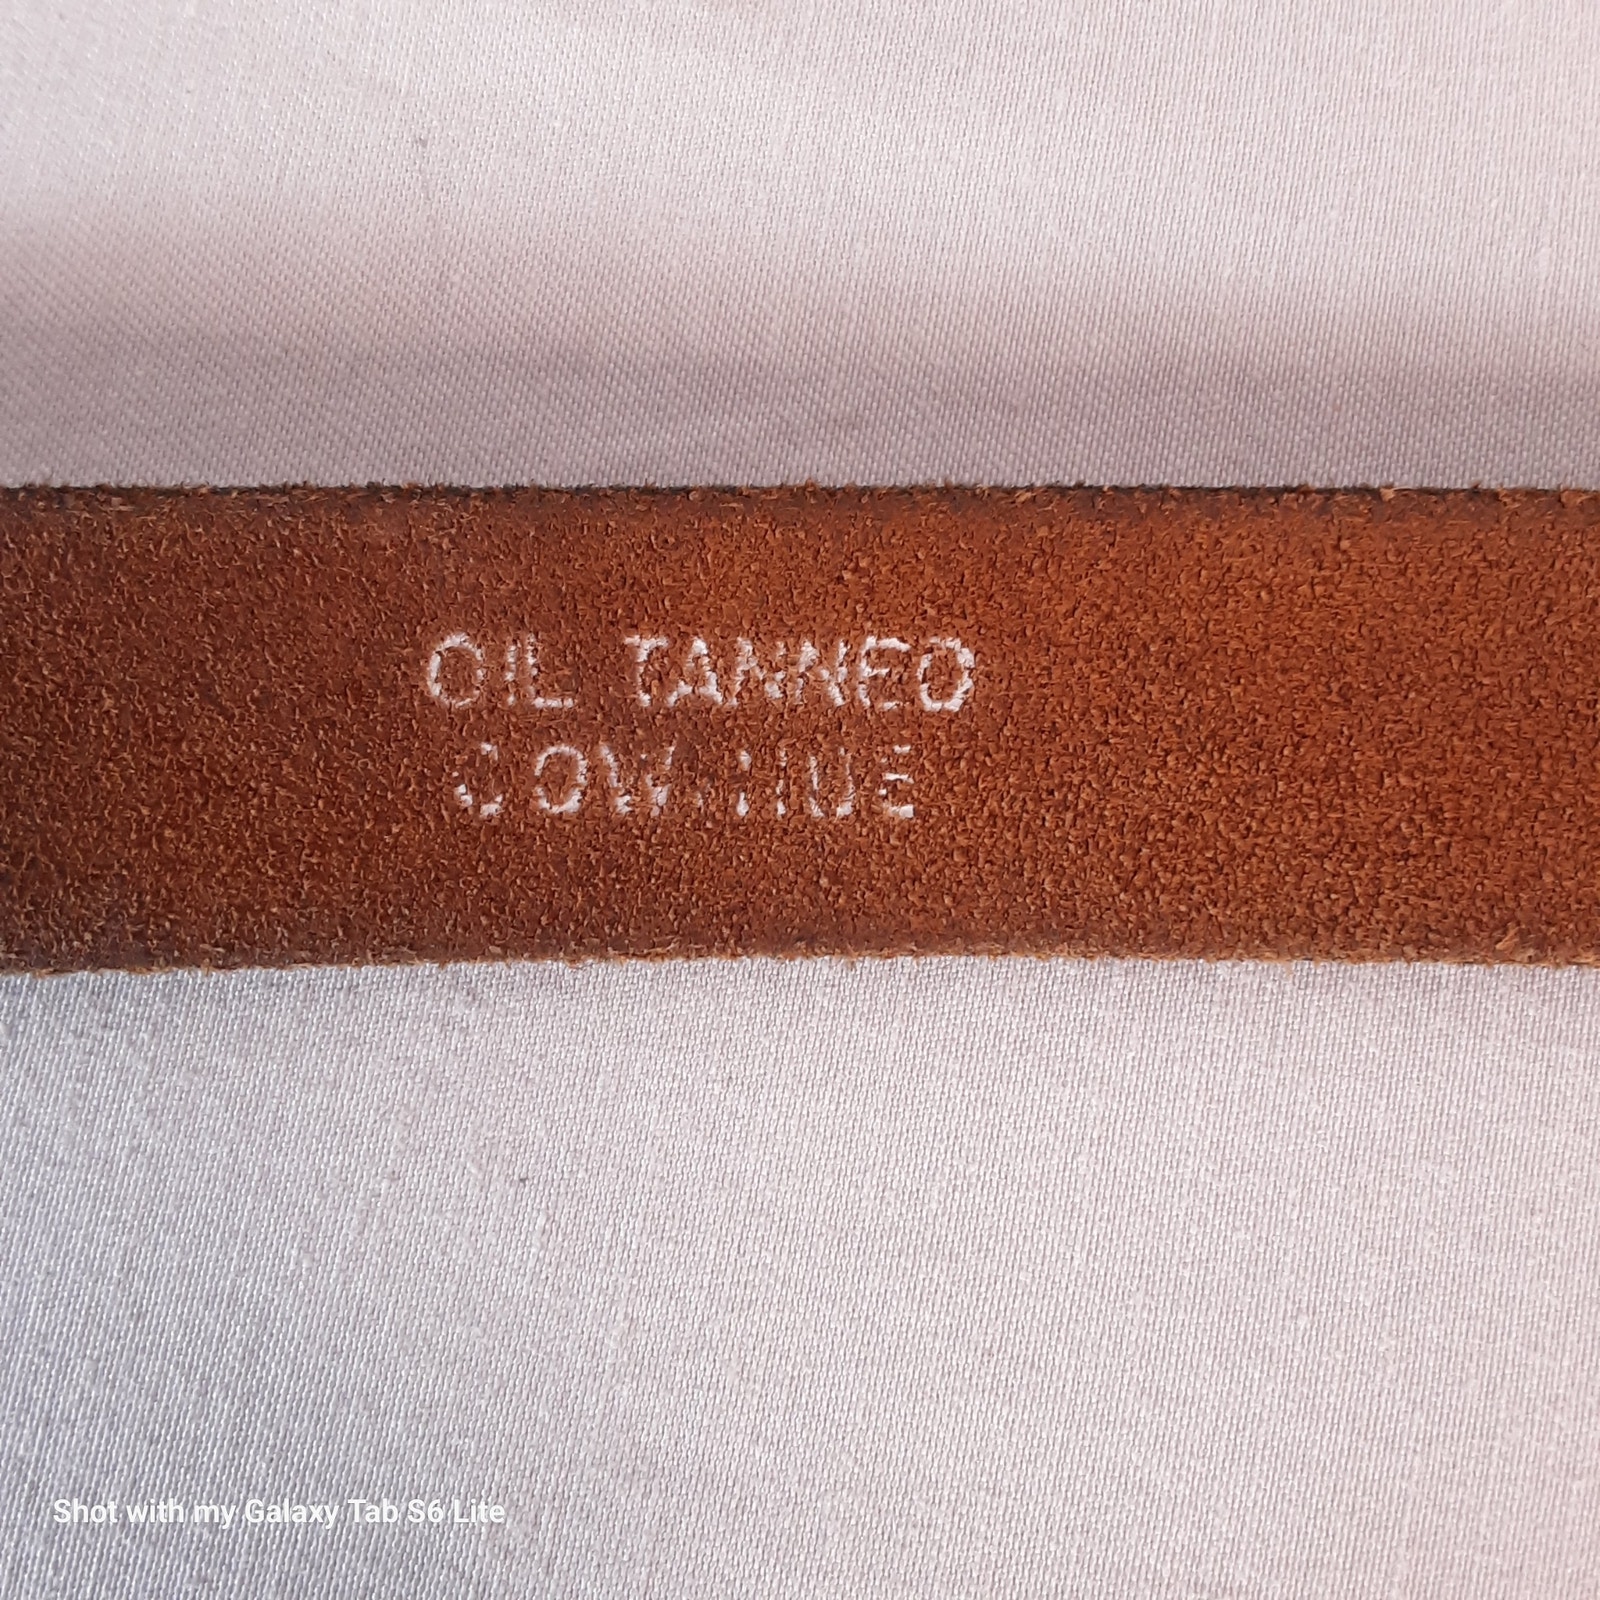 OIL TANNED
COWHIDE
Shot with my Galaxy Tab S6 Lite